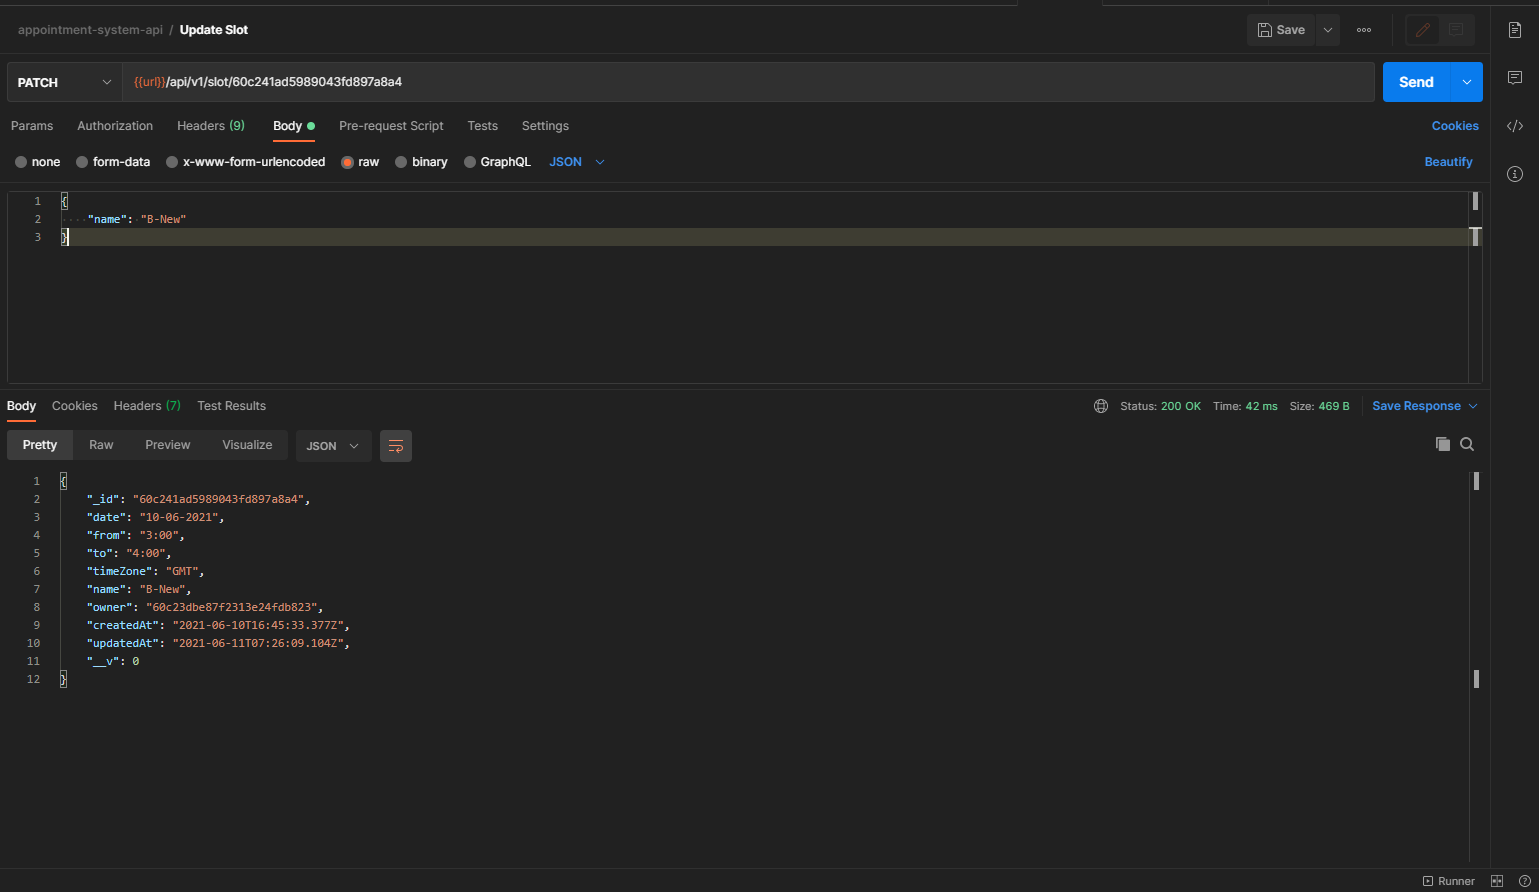 appointment-system-api / Update Slot
Save
PATCH
{{url}}/api/v1/slot/60c241ad5989043fd897a8a4
Send
Params Authorization Headers (9) Body Pre-request Script Tests Settings Cookies
none form-data x-www-form-urlencoded raw binary GraphQL JSON Beautify
1 {
2 ····"name":·"B-New"
3 }
Body Cookies Headers (7) Test Results Status: 200 OK Time: 42 ms Size: 469 B Save Response
Pretty Raw Preview Visualize JSON
1 {
2 "_id": "60c241ad5989043fd897a8a4",
3 "date": "10-06-2021",
4 "from": "3:00",
5 "to": "4:00",
6 "timeZone": "GMT",
7 "name": "B-New",
8 "owner": "60c23dbe87f2313e24fdb823",
9 "createdAt": "2021-06-10T16:45:33.377Z",
10 "updatedAt": "2021-06-11T07:26:09.104Z",
11 "__v": 0
12 }
Runner